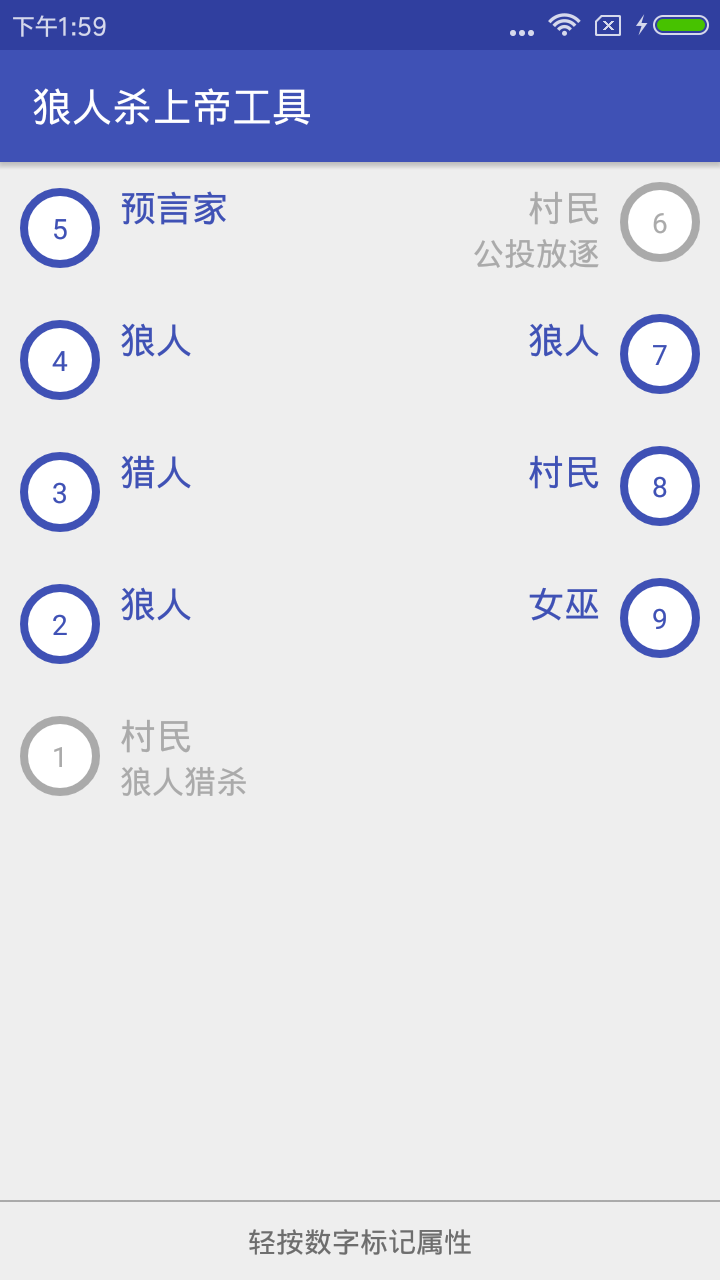 下午1:59
狼人杀上帝工具
5 预言家 村民 6
公投放逐
4 狼人 狼人 7
3 猎人 村民 8
2 狼人 女巫 9
1 村民
狼人猎杀
轻按数字标记属性